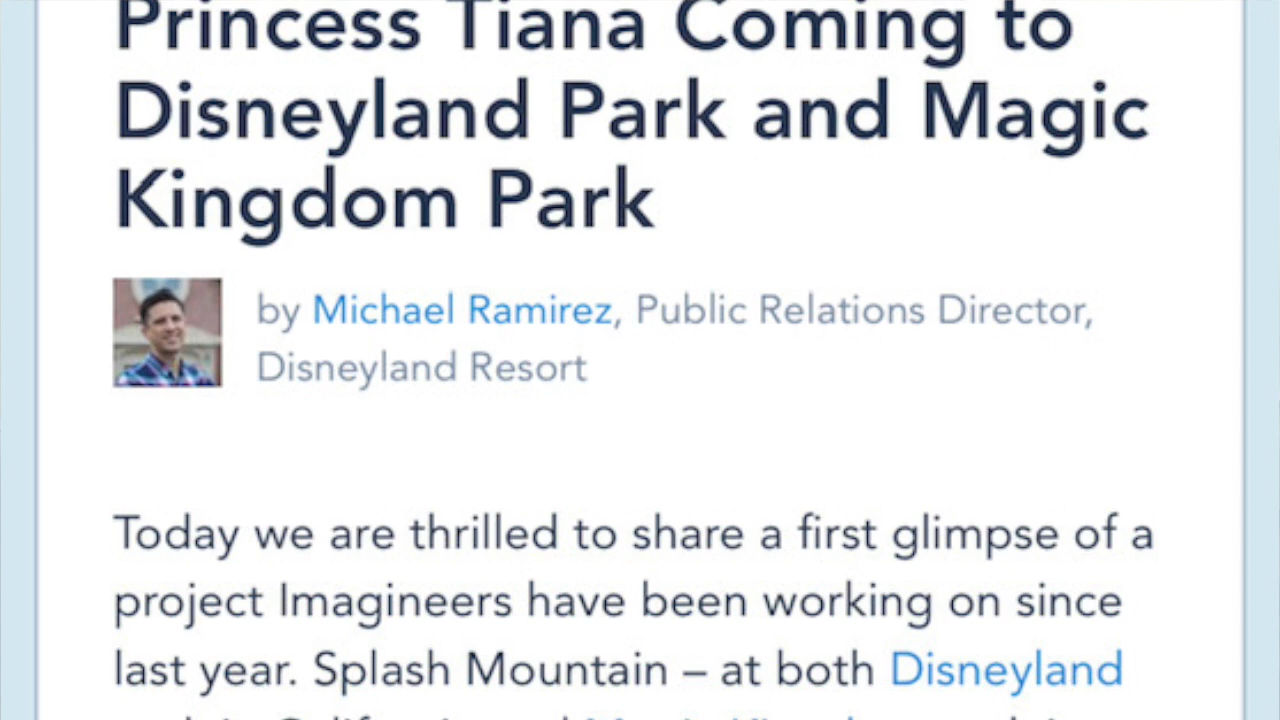 Princess Tiana Coming to
Disneyland Park and Magic
Kingdom Park
by Michael Ramirez, Public Relations Director,
Disneyland Resort
Today we are thrilled to share a first glimpse of a
project Imagineers have been working on since
last year. Splash Mountain – at both Disneyland